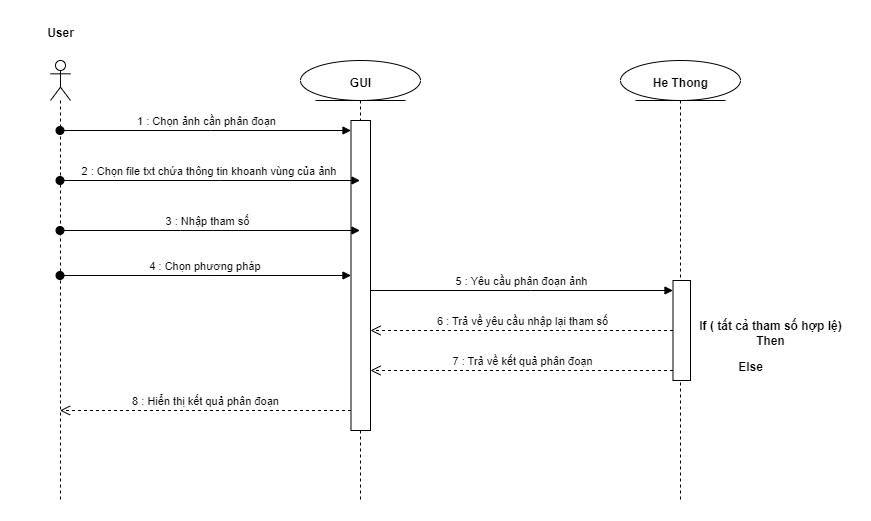 User
GUI
He Thong
1 : Chọn ảnh cần phân đoạn
2 : Chọn file txt chứa thông tin khoanh vùng của ảnh
3 : Nhập tham số
4 : Chọn phương pháp
5 : Yêu cầu phân đoạn ảnh
6 : Trả về yêu cầu nhập lại tham số
If ( tất cả tham số hợp lệ)
Then
7 : Trả về kết quả phân đoạn
Else
8 : Hiển thị kết quả phân đoạn